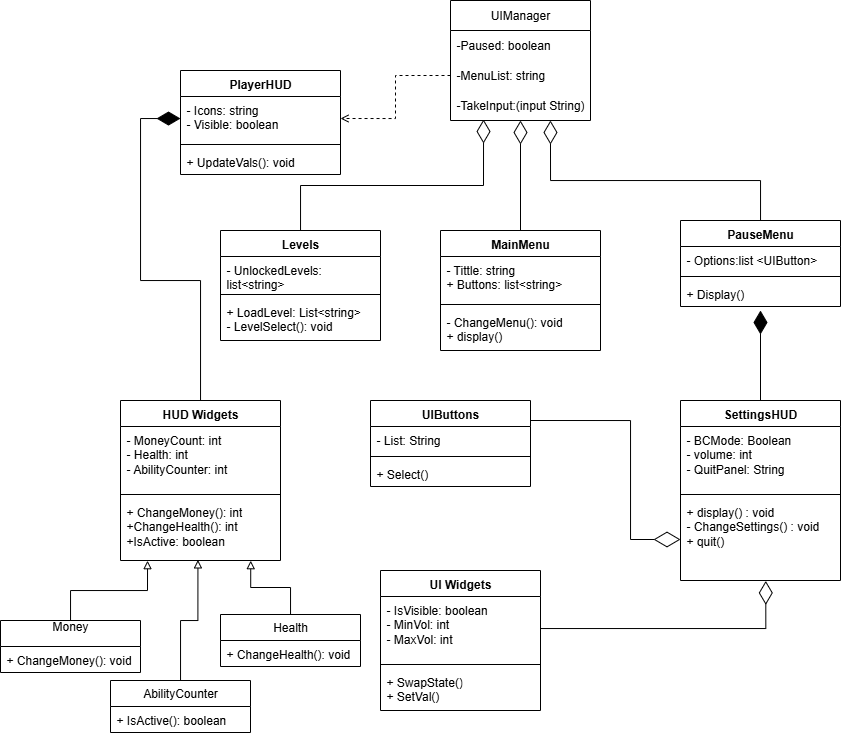 UIManager
-Paused: boolean
-MenuList: string
-TakeInput:(input String)
PlayerHUD
- Icons: string
- Visible: boolean
+ UpdateVals(): void
Levels
- UnlockedLevels:
list<string>
+ LoadLevel: List<string>
- LevelSelect(): void
MainMenu
- Tittle: string
+ Buttons: list<string>
- ChangeMenu(): void
+ display()
PauseMenu
- Options:list <UIButton>
+ Display()
HUD Widgets
- MoneyCount: int
- Health: int
- AbilityCounter: int
+ ChangeMoney(): int
+ChangeHealth(): int
+IsActive: boolean
UIButtons
- List: String
+ Select()
SettingsHUD
- BCMode: Boolean
- volume: int
- QuitPanel: String
+ display() : void
- ChangeSettings() : void
+ quit()
UI Widgets
- IsVisible: boolean
- MinVol: int
- MaxVol: int
+ SwapState()
+ SetVal()
Money
+ ChangeMoney(): void
Health
+ ChangeHealth(): void
AbilityCounter
+ IsActive(): boolean